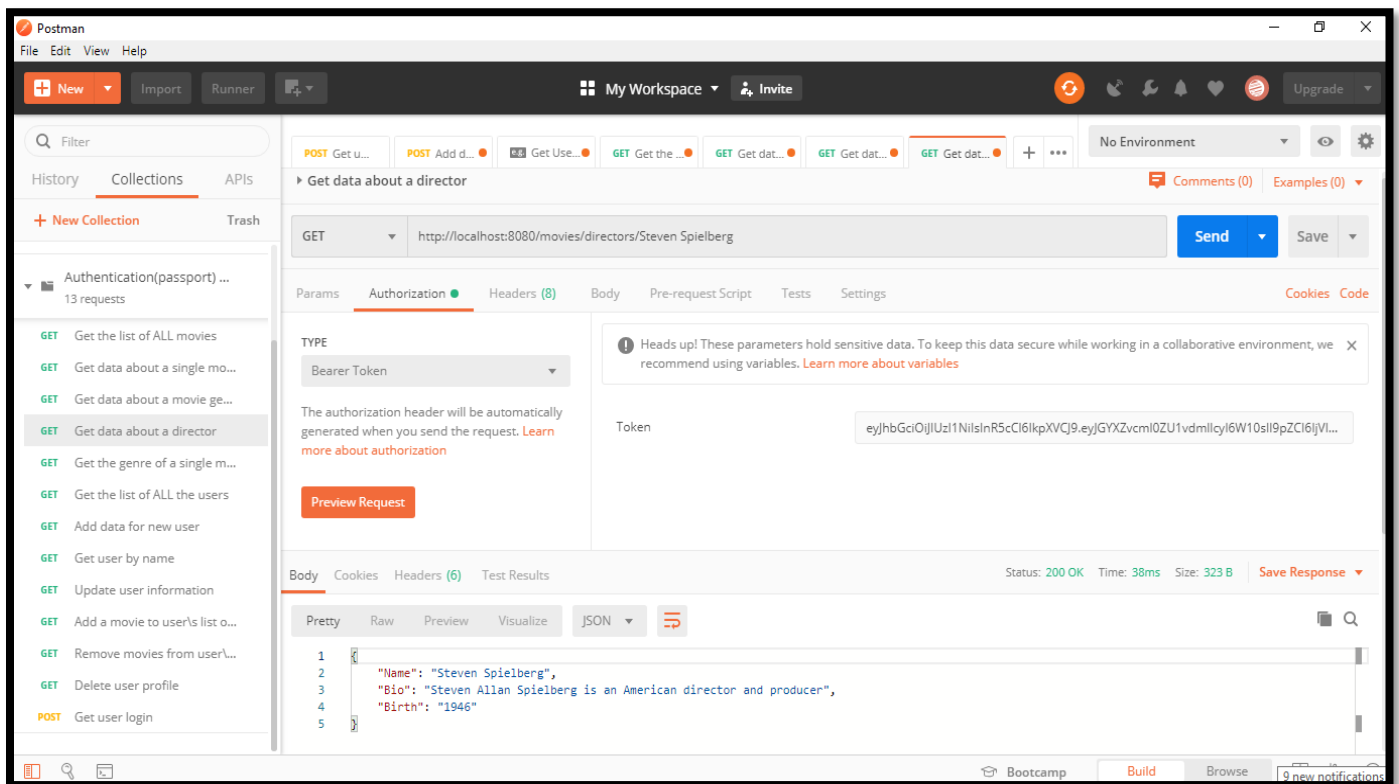 Postman
File Edit View Help
New Import Runner My Workspace Invite Upgrade
Filter
History Collections APIs
New Collection Trash
Authentication(passport) ...
13 requests
GET Get the list of ALL movies
GET Get data about a single mo...
GET Get data about a movie ge...
GET Get data about a director
GET Get the genre of a single m...
GET Get the list of ALL the users
GET Add data for new user
GET Get user by name
GET Update user information
GET Add a movie to user\s list o...
GET Remove movies from user\...
GET Delete user profile
POST Get user login
POST Get u... POST Add d... e.g. Get Use... GET Get the ... GET Get dat... GET Get dat... GET Get dat... + •••
No Environment
Get data about a director Comments (0) Examples (0)
GET http://localhost:8080/movies/directors/Steven Spielberg Send Save
Params Authorization Headers (8) Body Pre-request Script Tests Settings Cookies Code
TYPE
Bearer Token
The authorization header will be automatically
generated when you send the request. Learn
more about authorization
Preview Request
Heads up! These parameters hold sensitive data. To keep this data secure while working in a collaborative environment, we
recommend using variables. Learn more about variables
Token
Body Cookies Headers (6) Test Results Status: 200 OK Time: 38ms Size: 323 B Save Response
Pretty Raw Preview Visualize JSON
1 {
2 "Name": "Steven Spielberg",
3 "Bio": "Steven Allan Spielberg is an American director and producer",
4 "Birth": "1946"
5 }
Bootcamp Build Browse
9 new notifications